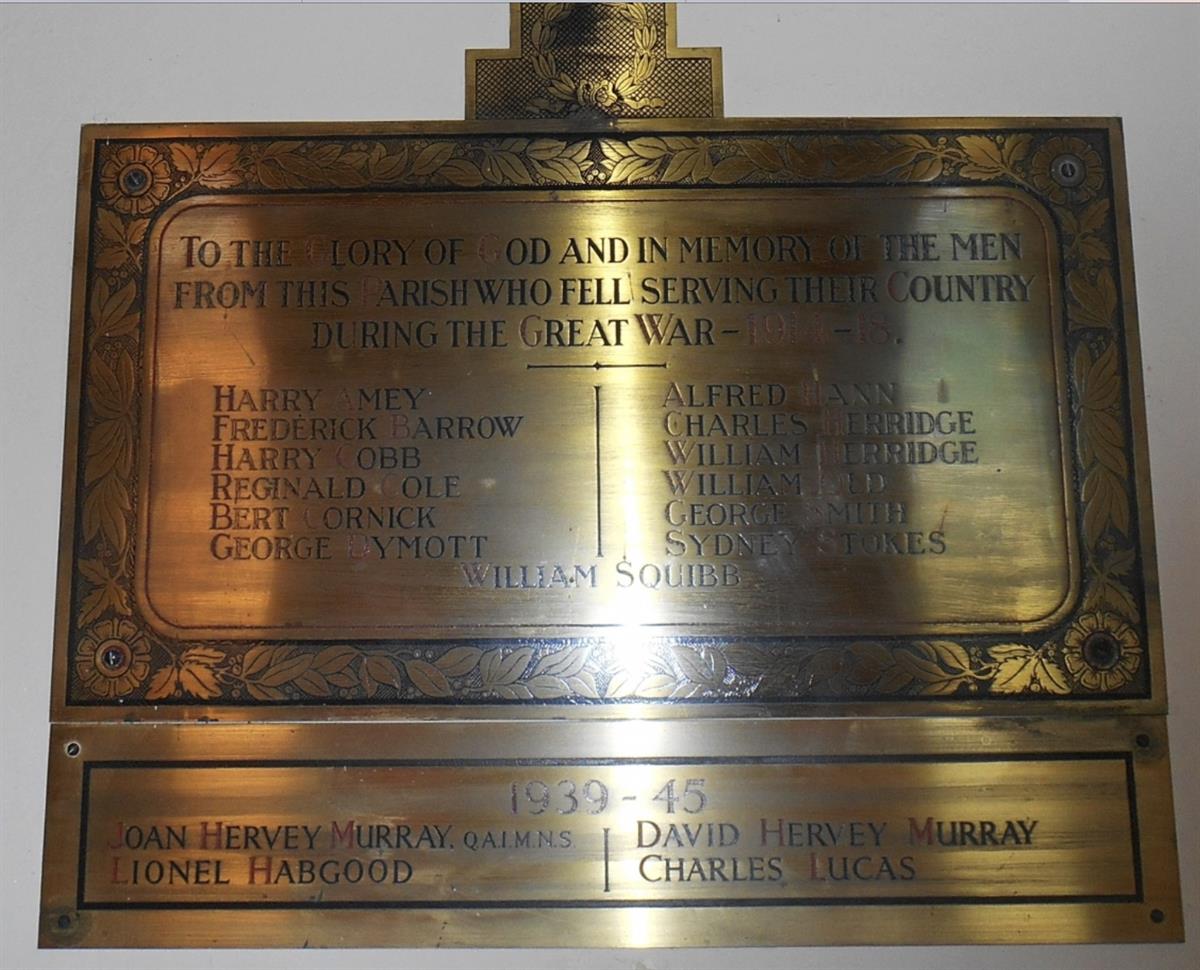 TO THE GLORY OF GOD AND IN MEMORY OF THE MEN
FROM THIS PARISH WHO FELL SERVING THEIR COUNTRY
DURING THE GREAT WAR – 1914-18.
HARRY AMEY
FREDERICK BARROW
HARRY COBB
REGINALD COLE
BERT CORNICK
GEORGE DYMOTT
ALFRED HANN
CHARLES HERRIDGE
WILLIAM HERRIDGE
WILLIAM
GEORGE SMITH
SYDNEY STOKES
WILLIAM SQUIBB
1939 - 45
JOAN HERVEY MURRAY. Q.A.I.M.N.S.
LIONEL HABGOOD
DAVID HERVEY MURRAY
CHARLES LUCAS